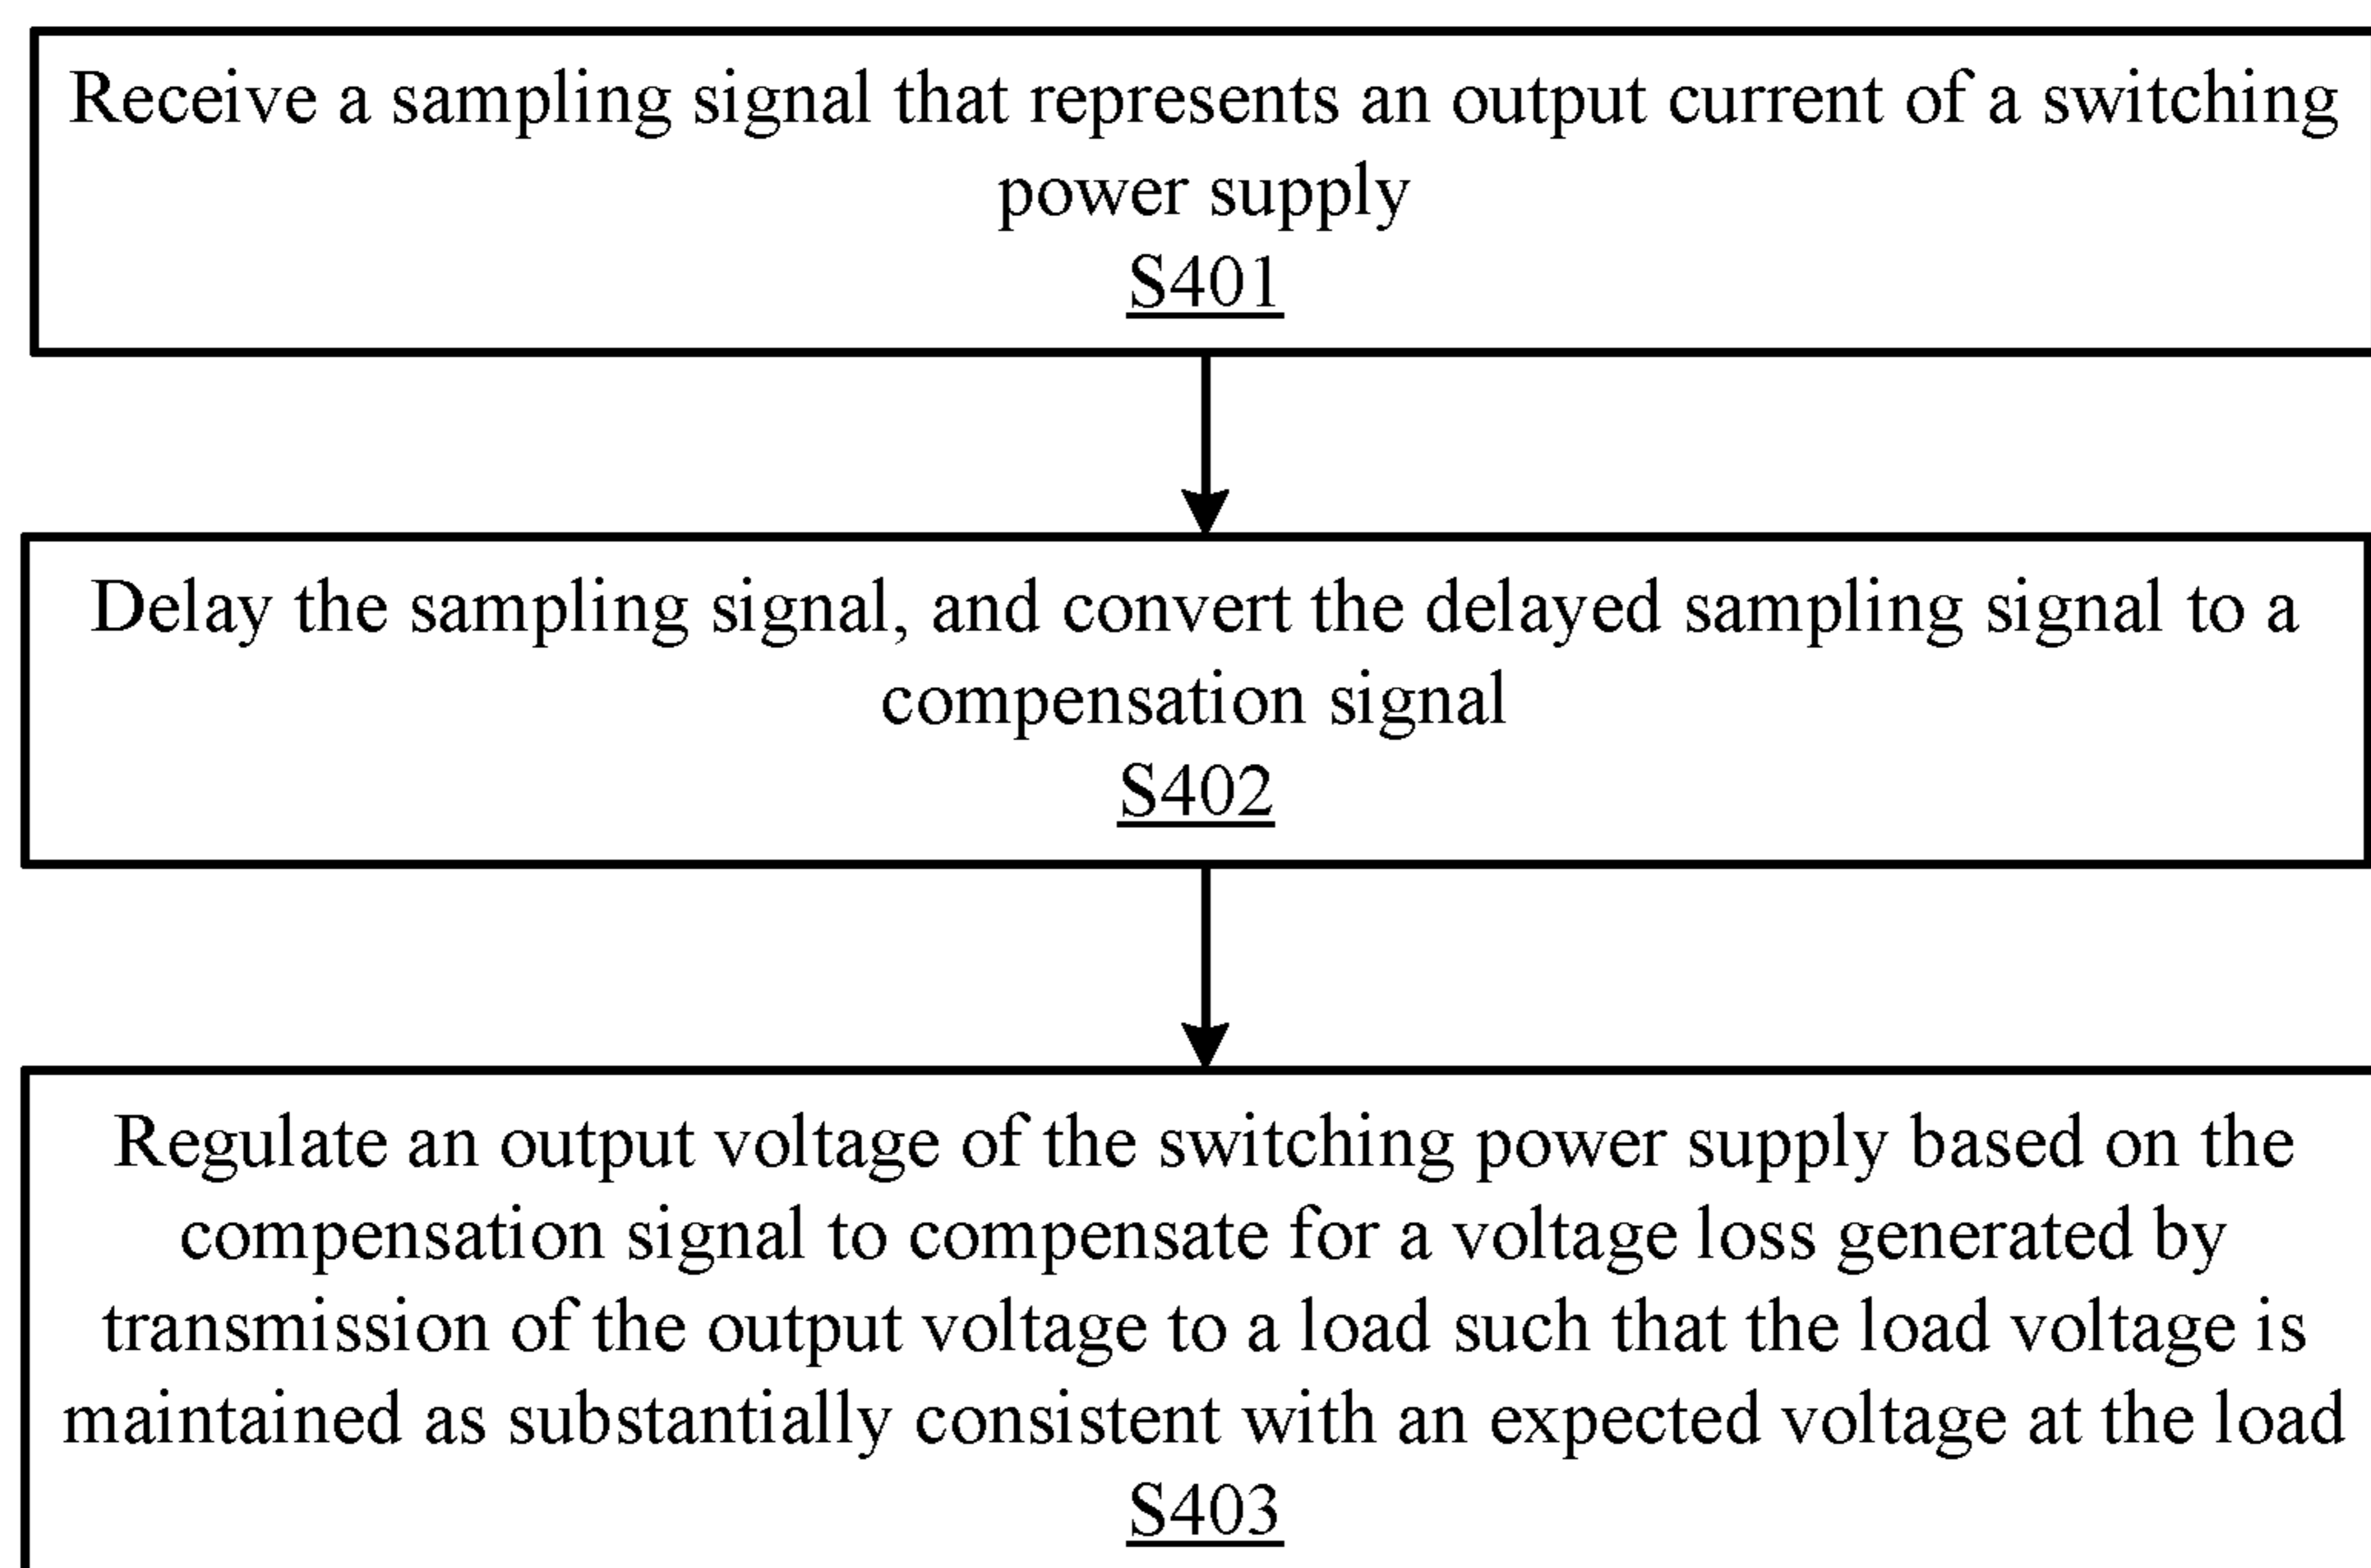 Receive a sampling signal that represents an output current of a switching
power supply
S401
Delay the sampling signal, and convert the delayed sampling signal to a
compensation signal
S402
Regulate an output voltage of the switching power supply based on the
compensation signal to compensate for a voltage loss generated by
transmission of the output voltage to a load such that the load voltage is
maintained as substantially consistent with an expected voltage at the load
S403